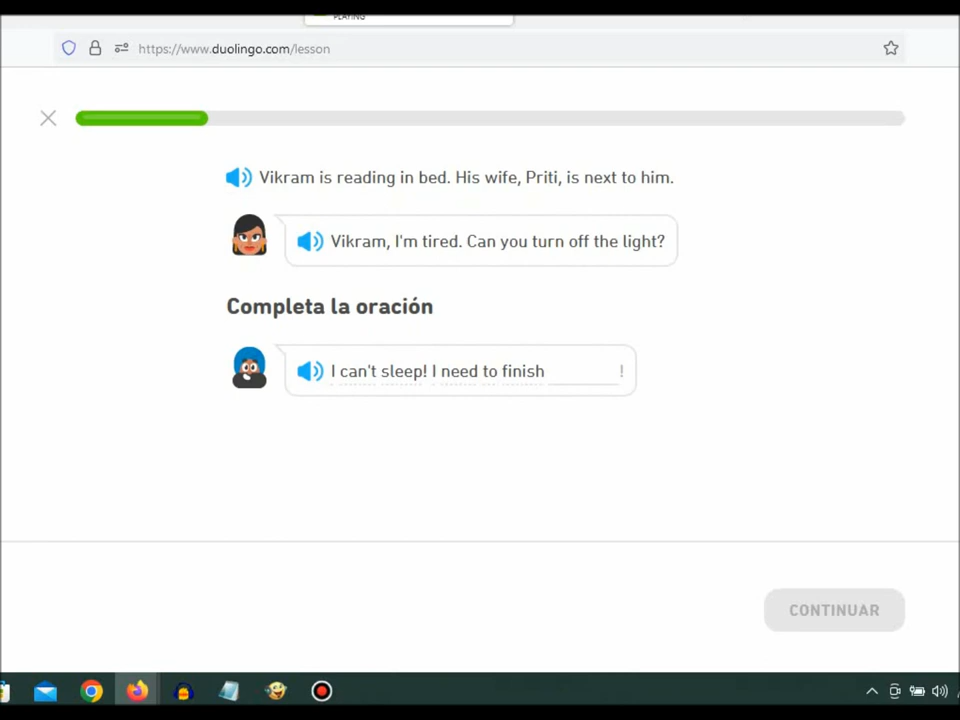 PLAYING
https://www.duolingo.com/lesson
Vikram is reading in bed. His wife, Priti, is next to him.
Vikram, I'm tired. Can you turn off the light?
Completa la oración
I can't sleep! I need to finish !
CONTINUAR